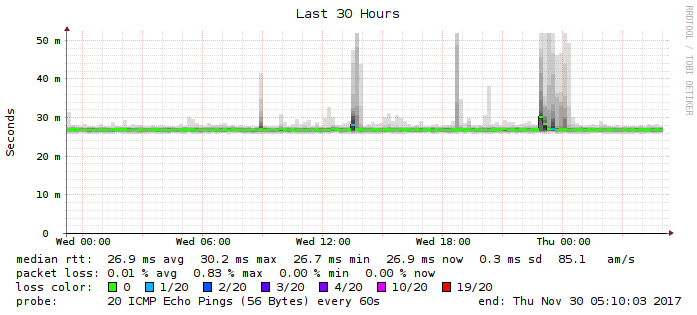 Last 30 Hours
RRDTOOL / TOBI OETIKER
Seconds
50 m
40 m
30 m
20 m
10 m
0
Wed 00:00 Wed 06:00 Wed 12:00 Wed 18:00 Thu 00:00
median rtt: 26.9 ms avg 30.2 ms max 26.7 ms min 26.9 ms now 0.3 ms sd 85.1 am/s
packet loss: 0.01 % avg 0.83 % max 0.00 % min 0.00 % now
loss color: 0 1/20 2/20 3/20 4/20 10/20 19/20
probe: 20 ICMP Echo Pings (56 Bytes) every 60s end: Thu Nov 30 05:10:03 2017